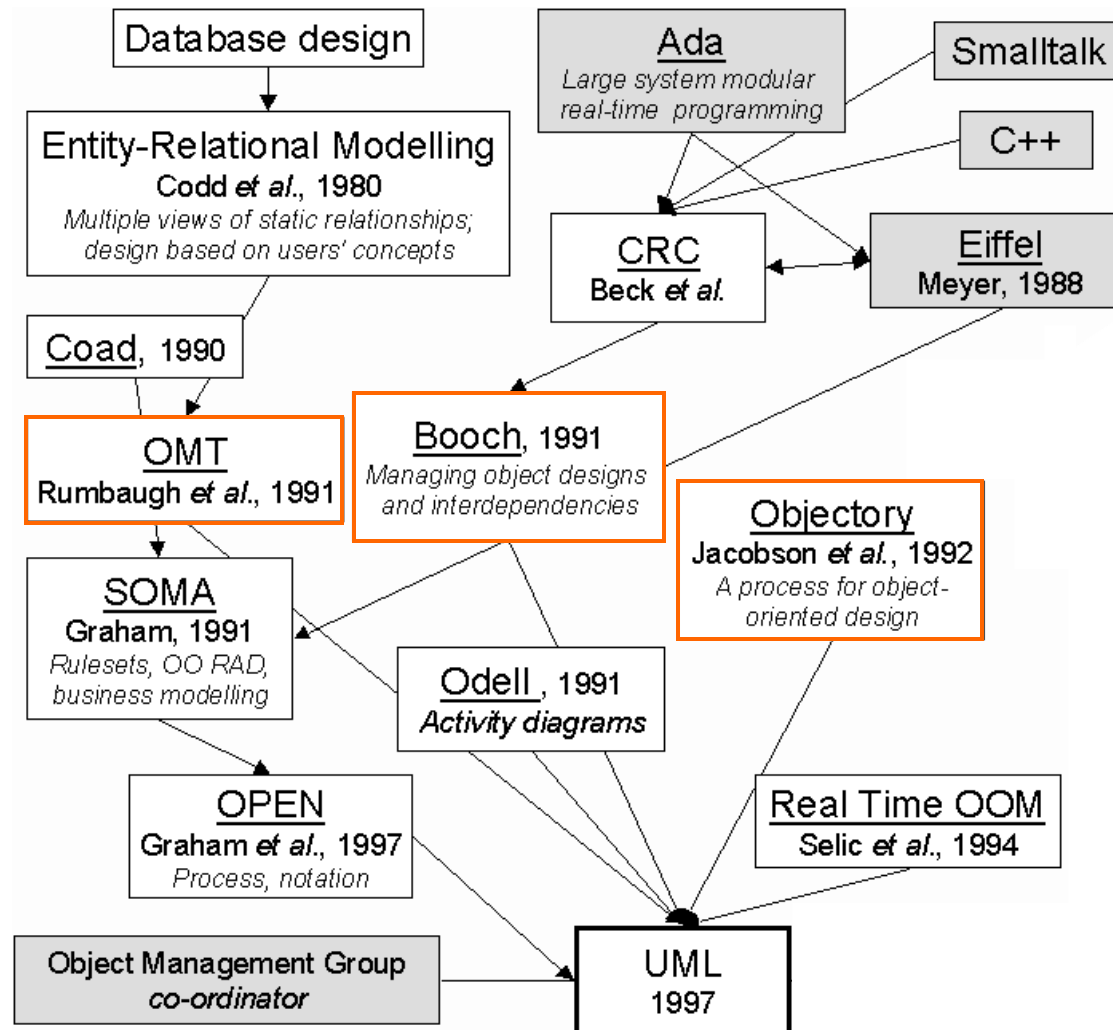 Database design
Ada
Large system modular
real-time programming
Smalltalk
C++
Entity-Relational Modelling
Codd et al., 1980
Multiple views of static relationships;
design based on users' concepts
CRC
Beck et al.
Eiffel
Meyer, 1988
Coad, 1990
OMT
Rumbaugh et al., 1991
Booch, 1991
Managing object designs
and interdependencies
Objectory
Jacobson et al., 1992
A process for object-
oriented design
SOMA
Graham, 1991
Rulesets, OO RAD,
business modelling
Odell , 1991
Activity diagrams
OPEN
Graham et al., 1997
Process, notation
Real Time OOM
Selic et al., 1994
Object Management Group
co-ordinator
UML
1997